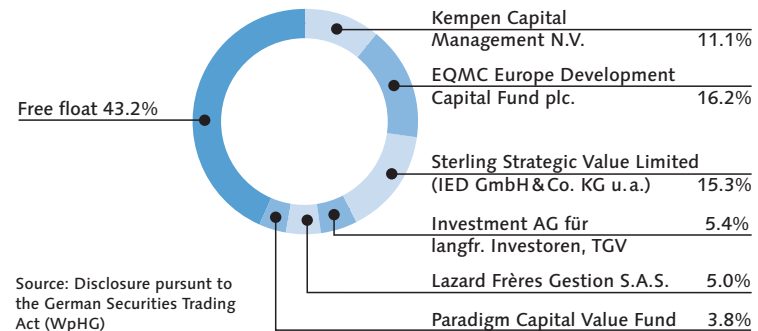 Kempen Capital
Management N.V. 11.1%
EQMC Europe Development
Capital Fund plc. 16.2%
Free float 43.2%
Sterling Strategic Value Limited
(IED GmbH & Co. KG u.a.) 15.3%
Investment AG für 5.4%
langfr. Investoren, TGV
Lazard Frères Gestion S.A.S. 5.0%
Paradigm Capital Value Fund 3.8%
Source: Disclosure pursuant to
the German Securities Trading
Act (WpHG)